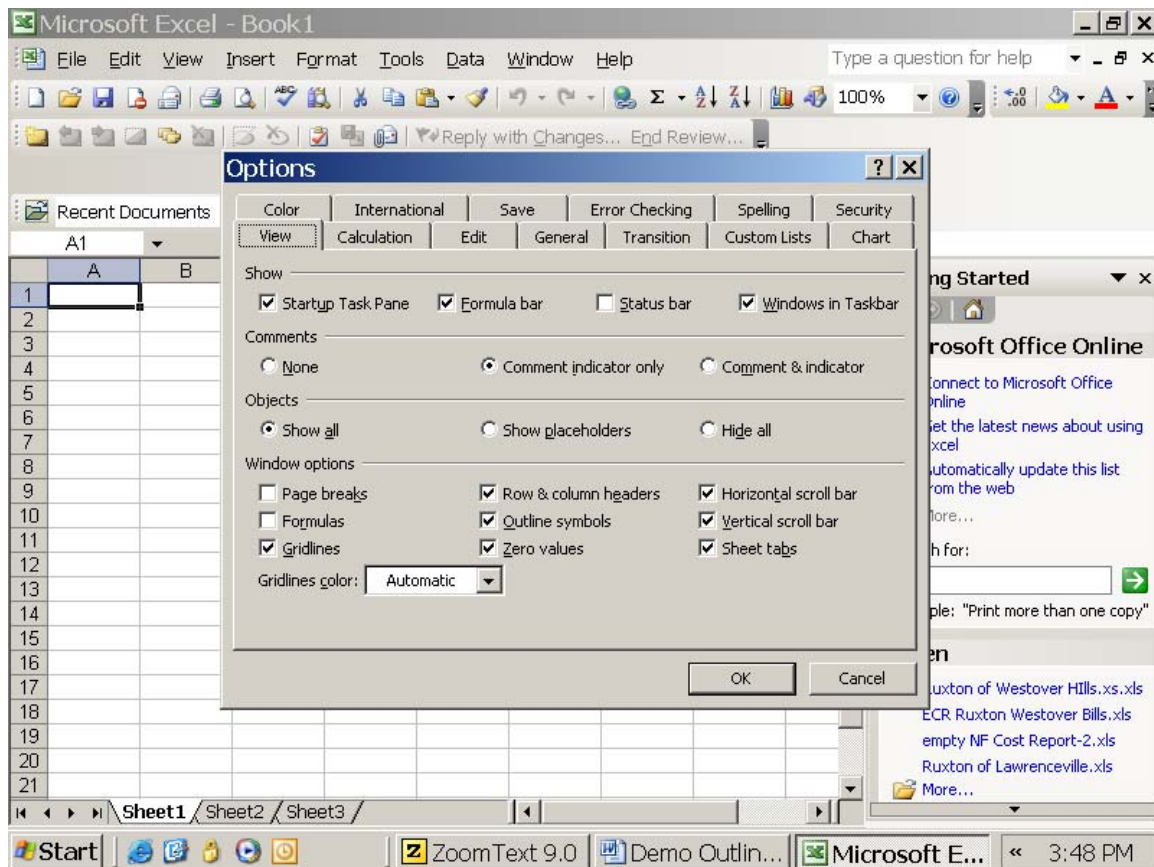 Microsoft Excel - Book1
File Edit View Insert Format Tools Data Window Help Type a question for help
ABC Σ A Z Z A 100% .0 .00 A
Reply with Changes... End Review...
Options
Recent Documents
Color International Save Error Checking Spelling Security
View Calculation Edit General Transition Custom Lists Chart
A1
A B
Show
Startup Task Pane Formula bar Status bar Windows in Taskbar
Comments
None Comment indicator only Comment & indicator
Objects
Show all Show placeholders Hide all
Window options
Page breaks Row & column headers Horizontal scroll bar
Formulas Outline symbols Vertical scroll bar
Gridlines Zero values Sheet tabs
Gridlines color: Automatic
OK Cancel
1
2
3
4
5
6
7
8
9
10
11
12
13
14
15
16
17
18
19
20
21
ng Started
rosoft Office Online
onnect to Microsoft Office
nline
et the latest news about using
xcel
utomatically update this list
rom the web
ore...
h for:
ple: "Print more than one copy"
en
uxton of Westover HIlls.xs.xls
ECR Ruxton Westover Bills.xls
empty NF Cost Report-2.xls
Ruxton of Lawrenceville.xls
More...
Sheet1 Sheet2 Sheet3
Start Z ZoomText 9.0 Demo Outlin... Microsoft E... « 3:48 PM